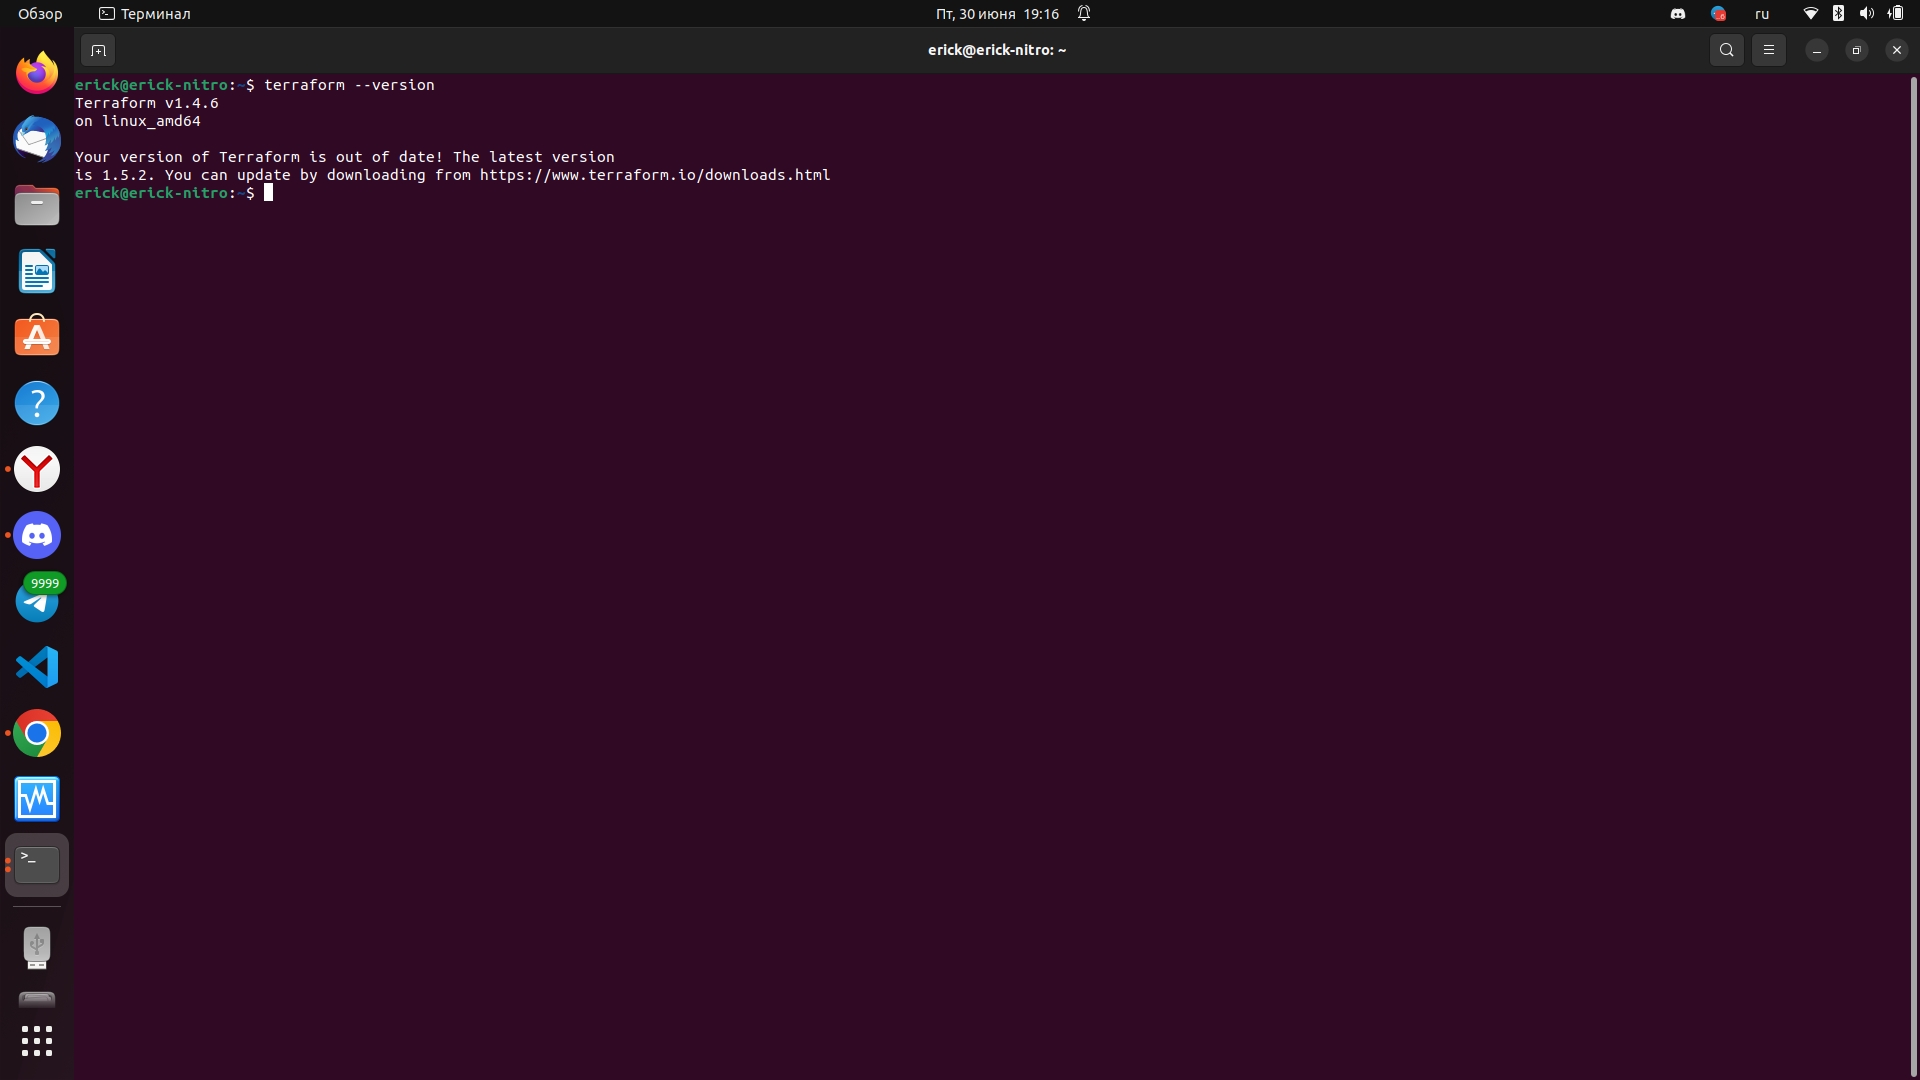 Обзор
Терминал
Пт, 30 июня 19:16
ru
erick@erick-nitro: ~
erick@erick-nitro:~$ terraform --version
Terraform v1.4.6
on linux_amd64
Your version of Terraform is out of date! The latest version
is 1.5.2. You can update by downloading from https://www.terraform.io/downloads.html
erick@erick-nitro:~$
9999